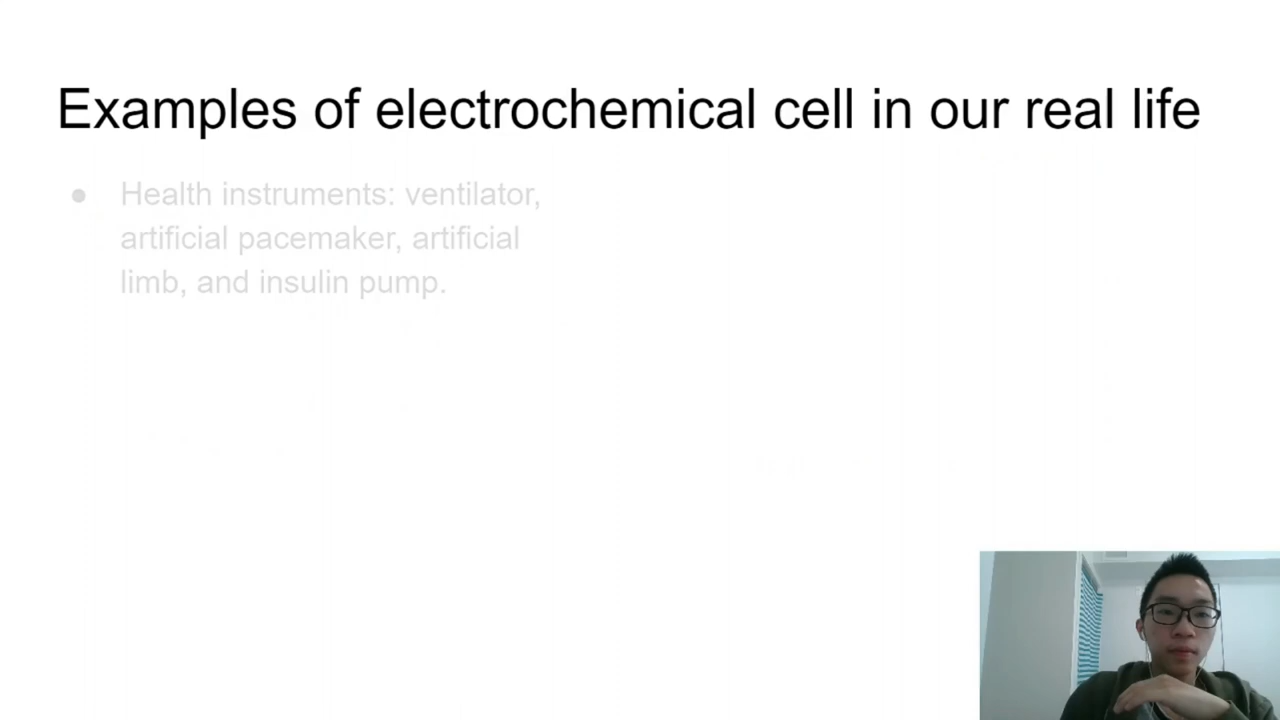 Examples of electrochemical cell in our real life
● Health instruments: ventilator,
artificial pacemaker, artificial
limb, and insulin pump.